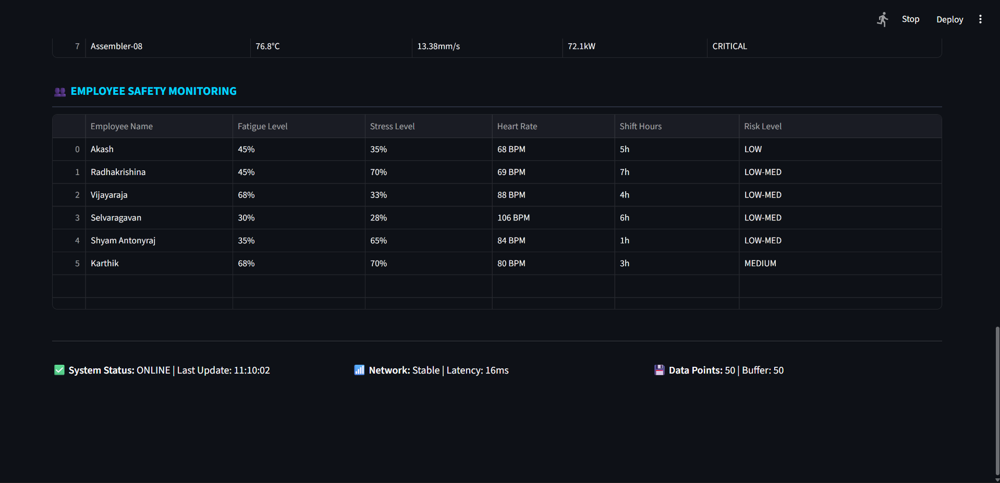 Stop Deploy
7 Assembler-08 76.8°C 13.38mm/s 72.1kW CRITICAL
EMPLOYEE SAFETY MONITORING
Employee Name Fatigue Level Stress Level Heart Rate Shift Hours Risk Level
0 Akash 45% 35% 68 BPM 5h LOW
1 Radhakrishina 45% 70% 69 BPM 7h LOW-MED
2 Vijayaraja 68% 33% 88 BPM 4h LOW-MED
3 Selvaragavan 30% 28% 106 BPM 6h LOW-MED
4 Shyam Antonyraj 35% 65% 84 BPM 1h LOW-MED
5 Karthik 68% 70% 80 BPM 3h MEDIUM
System Status: ONLINE | Last Update: 11:10:02 Network: Stable | Latency: 16ms Data Points: 50 | Buffer: 50